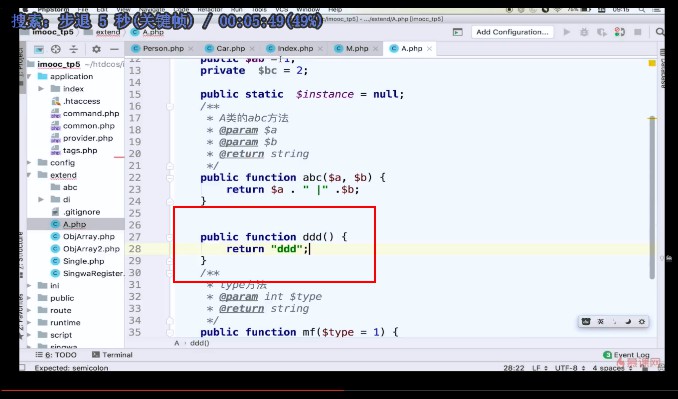 PhpStorm File Edit View Navigate Code Refactor Run Tools VCS Window
搜索: 步退 5 秒(关键帧) / 00:05:49(49%)
imooc_tp5 extend A.php
Add Configuration...
imooc_tp5 ~/htdocs/imooc_tp5
Person.php Car.php Index.php M.php A.php
application
index
.htaccess
command.php
common.php
provider.php
tags.php
config
extend
abc
di
.gitignore
A.php
ObjArray.php
ObjArray2.php
Single.php
SingwaRegister.
ini
public
route
runtime
script
singwa
12 public $ab = 1;
13 private $bc = 2;
14
15 public static $instance = null;
16 /**
17 * A类的abc方法
18 * @param $a
19 * @param $b
20 * @return string
21 */
22 public function abc($a, $b) {
23 return $a . " |" .$b;
24 }
25
26
27 public function ddd() {
28 return "ddd";
29 }
30 /**
31 * type方法
32 * @param int $type
33 * @return string
34 */
35 public function mf($type = 1) {
A › ddd()
6: TODO Terminal
Event Log
Expected: semicolon
28:22 LF UTF-8 4 spaces
慕课网